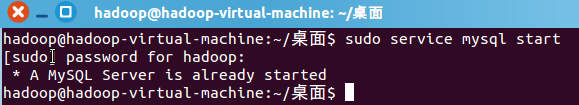 hadoop@hadoop-virtual-machine: ~/桌面
hadoop@hadoop-virtual-machine:~/桌面$ sudo service mysql start
[sudo] password for hadoop:
 * A MySQL Server is already started
hadoop@hadoop-virtual-machine:~/桌面$